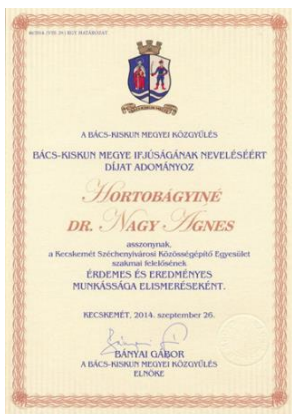 A BÁCS-KISKUN MEGYEI KÖZGYŰLÉS
BÁCS-KISKUN MEGYE IFJÚSÁGÁNAK NEVELÉSÉÉRT
DÍJAT ADOMÁNYOZ
HORTOBÁGYINÉ
DR. NAGY ÁGNES
asszonynak,
a Kecskemét Széchenyivárosi Közösségépítő Egyesület
szakmai felelősének
ÉRDEMES ÉS EREDMÉNYES
MUNKÁSSÁGA ELISMERÉSEKÉNT.
KECSKEMÉT, 2014. szeptember 26.
BÁNYAI GÁBOR
A BÁCS-KISKUN MEGYEI KÖZGYŰLÉS
ELNÖKE